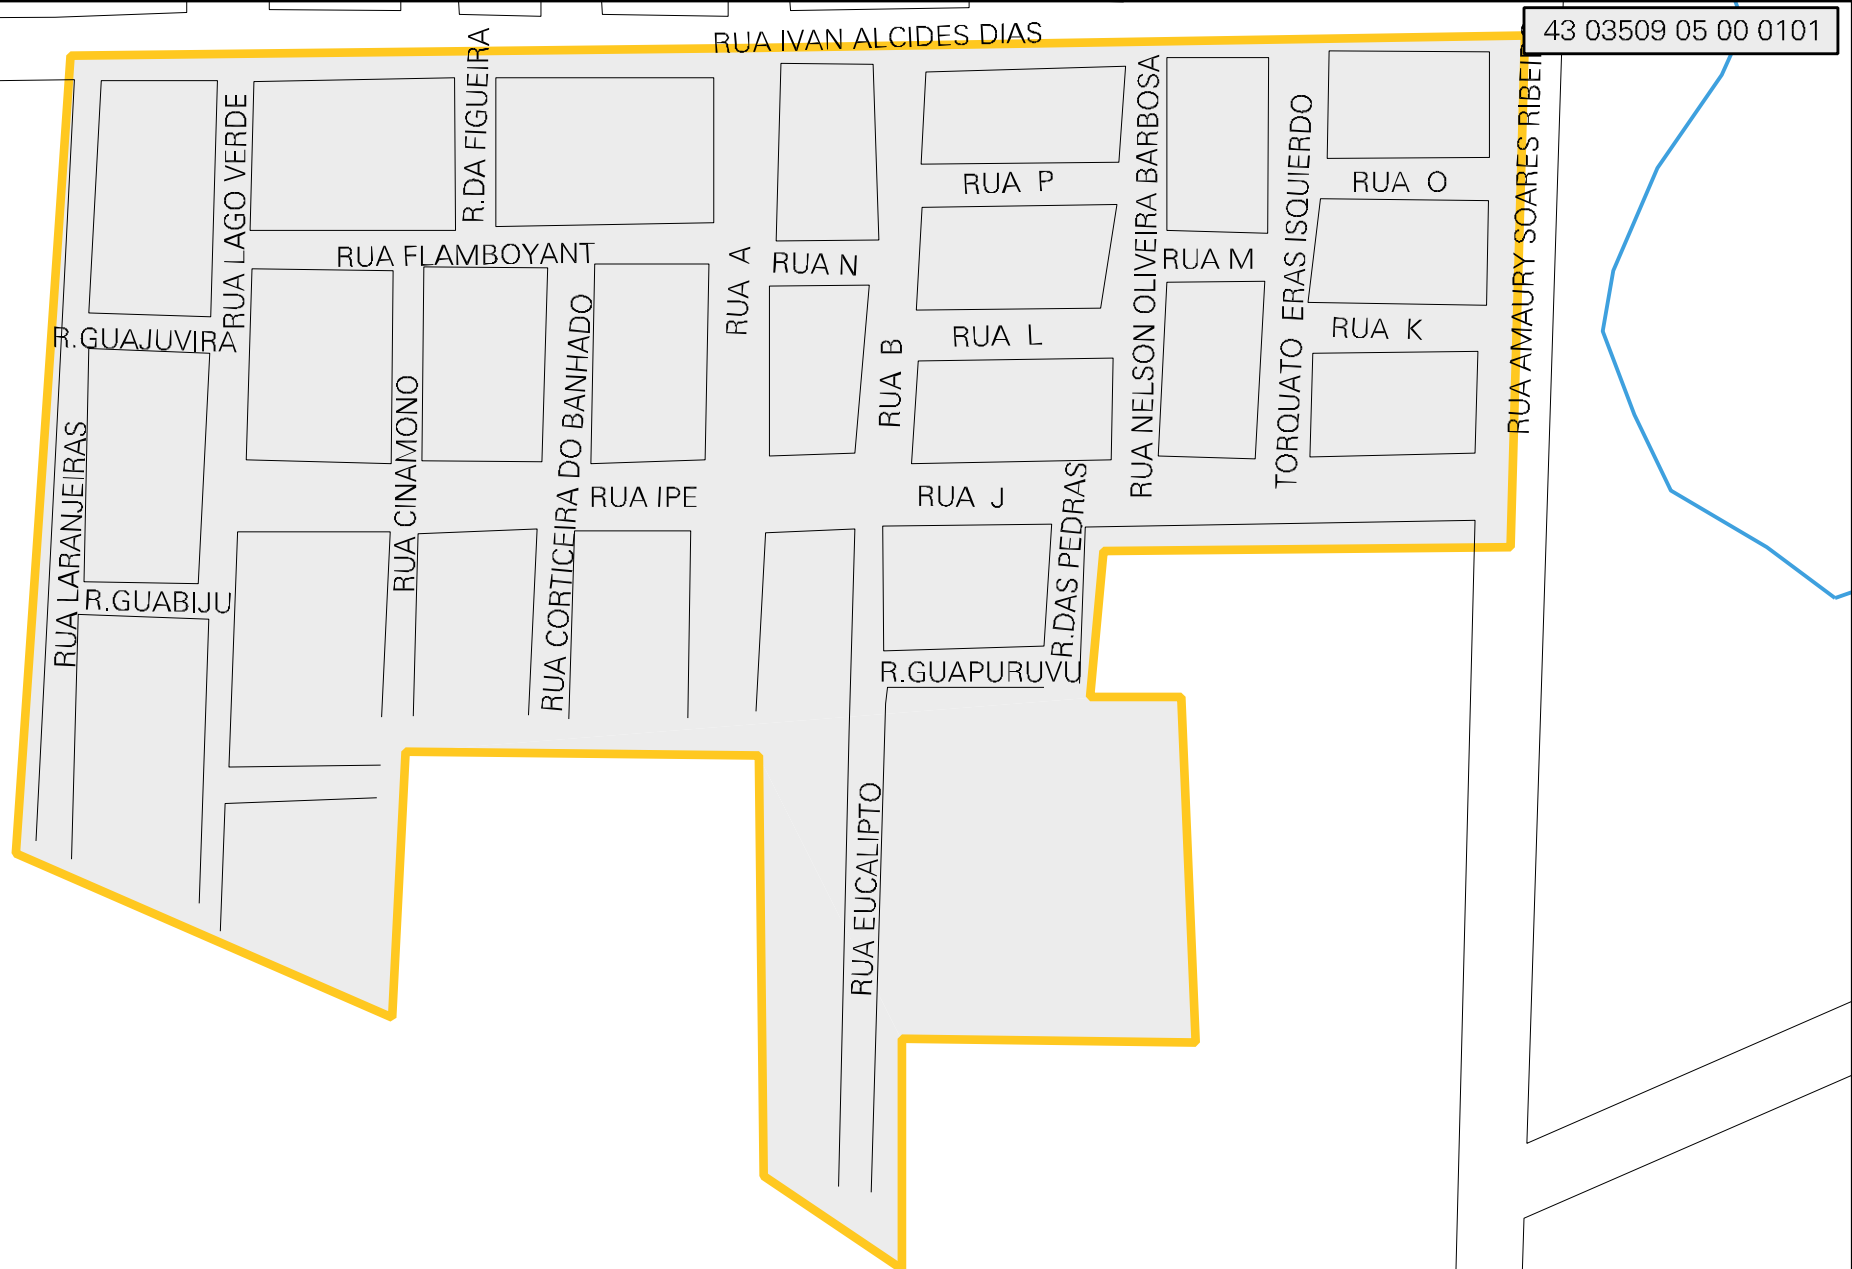 43 03509 05 00 0101
RUA IVAN ALCIDES DIAS
R.DA FIGUEIRA
RUA LAGO VERDE
RUA NELSON OLIVEIRA BARBOSA
TORQUATO ERAS ISQUIERDO
RUA AMAURY SOARES RIBEI
RUA P
RUA O
RUA FLAMBOYANT
RUA A
RUA N
RUA M
R.GUAJUVIRA
RUA L
RUA K
RUA B
RUA CINAMONO
RUA CORTICEIRA DO BANHADO
RUA LARANJEIRAS
RUA IPE
RUA J
R.DAS PEDRAS
R.GUABIJU
R.GUAPURUVU
RUA EUCALIPTO